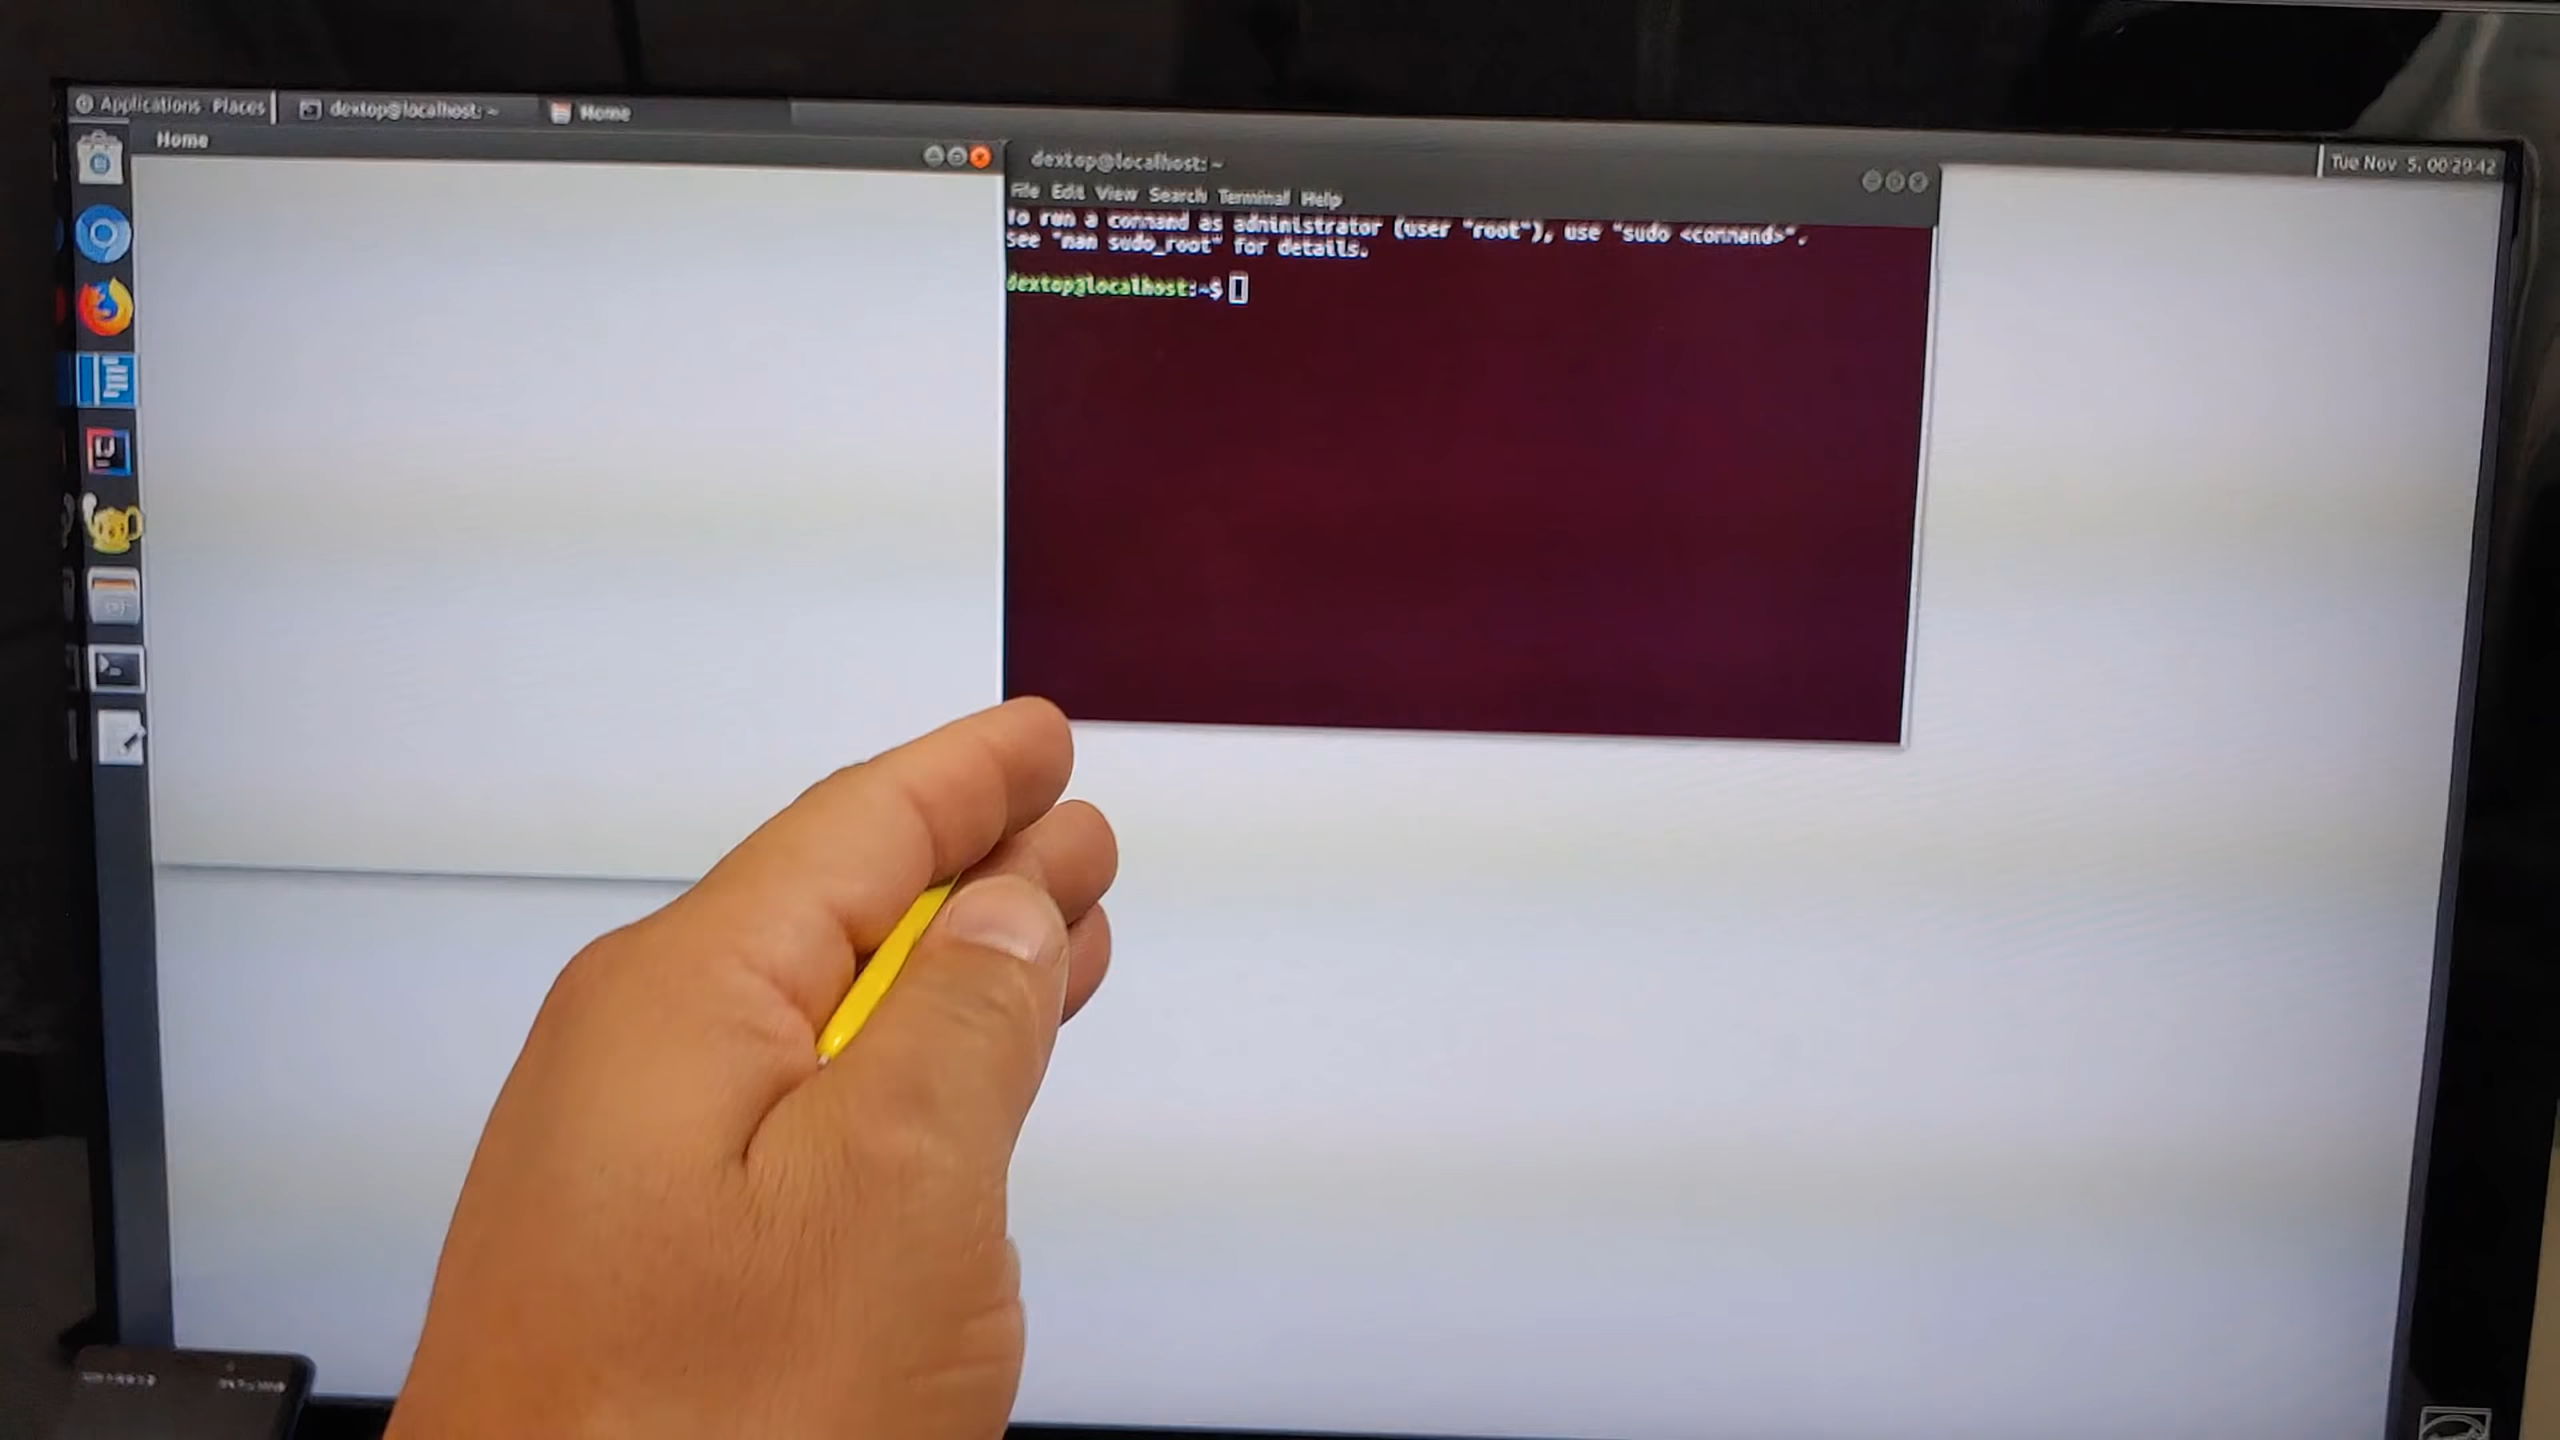 Applications Places
dextop@localhost: ~
Home
Tue Nov 5, 00:29:42
Home
dextop@localhost: ~
File Edit View Search Terminal Help
To run a command as administrator (user "root"), use "sudo <command>".
See "man sudo_root" for details.
dextop@localhost:~$